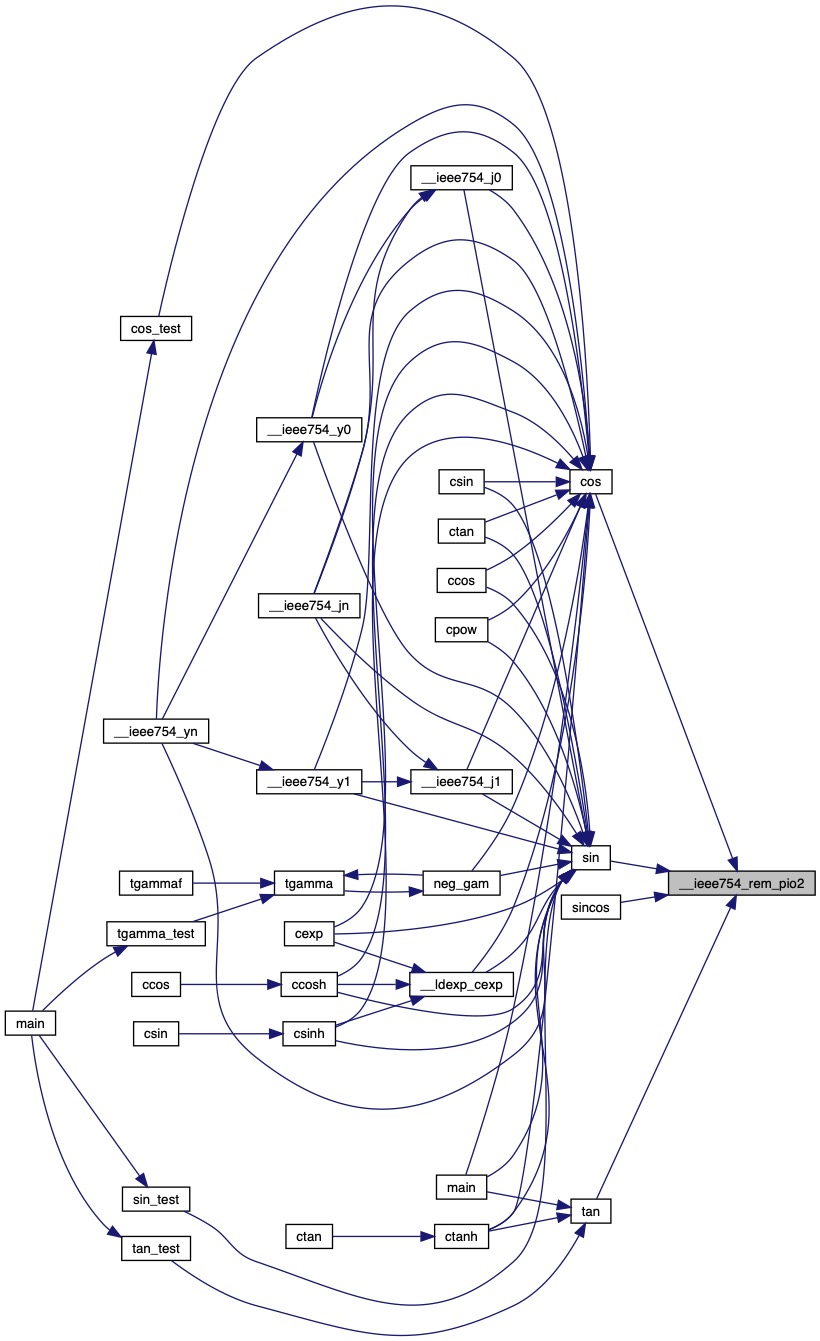 __ieee754_j0
cos_test
__ieee754_y0
cos
csin
ctan
ccos
__ieee754_jn
cpow
__ieee754_yn
__ieee754_y1
__ieee754_j1
sin
tgammaf
tgamma
neg_gam
__ieee754_rem_pio2
sincos
tgamma_test
cexp
ccos
ccosh
__ldexp_cexp
main
csin
csinh
main
sin_test
tan
ctan
ctanh
tan_test